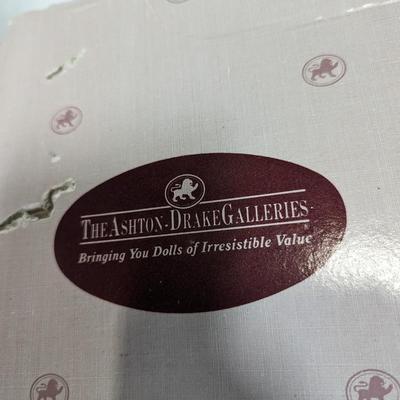 The Ashton-Drake Galleries
Bringing You Dolls of Irresistible Value